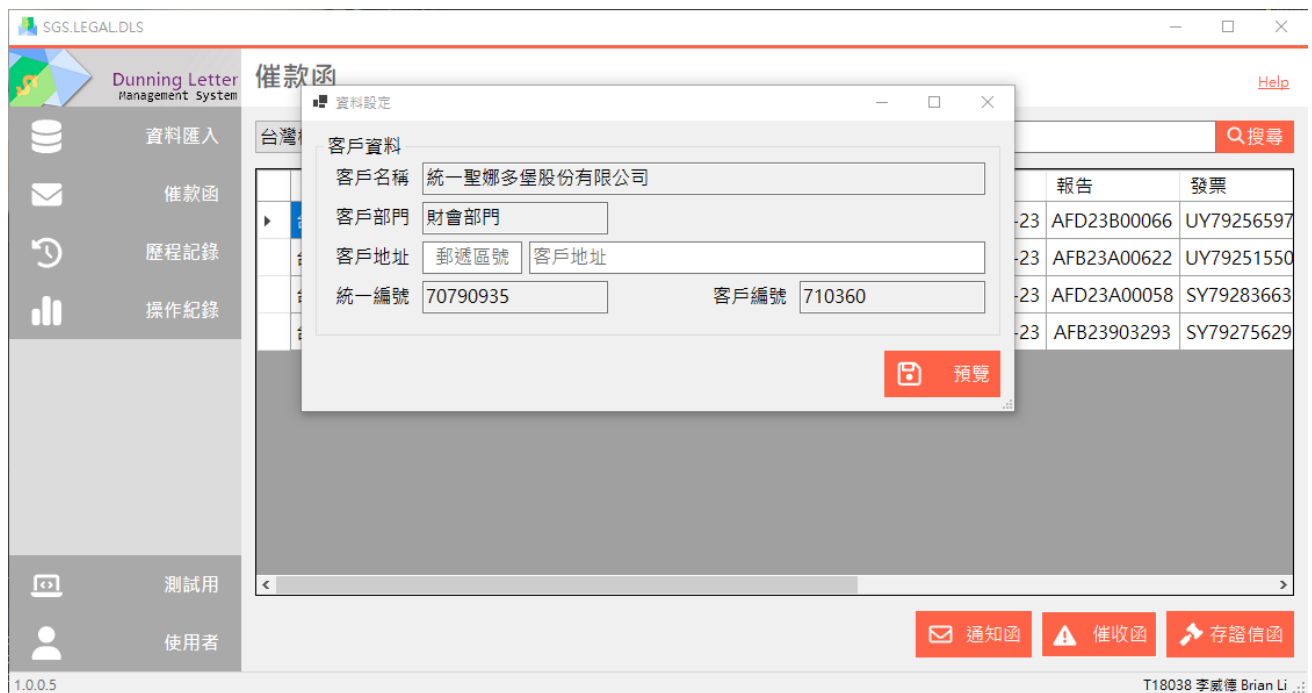 SGS.LEGAL.DLS
Dunning Letter
Management System
催款函
Help
資料匯入
催款函
歷程記錄
操作紀錄
測試用
使用者
台灣
搜尋
報告 發票
-23 AFD23B00066 UY79256597
-23 AFB23A00622 UY79251550
-23 AFD23A00058 SY79283663
-23 AFB23903293 SY79275629
資料設定
客戶資料
客戶名稱 統一聖娜多堡股份有限公司
客戶部門 財會部門
客戶地址 郵遞區號 客戶地址
統一編號 70790935 客戶編號 710360
預覽
通知函 催收函 存證信函
1.0.0.5 T18038 李威德 Brian Li